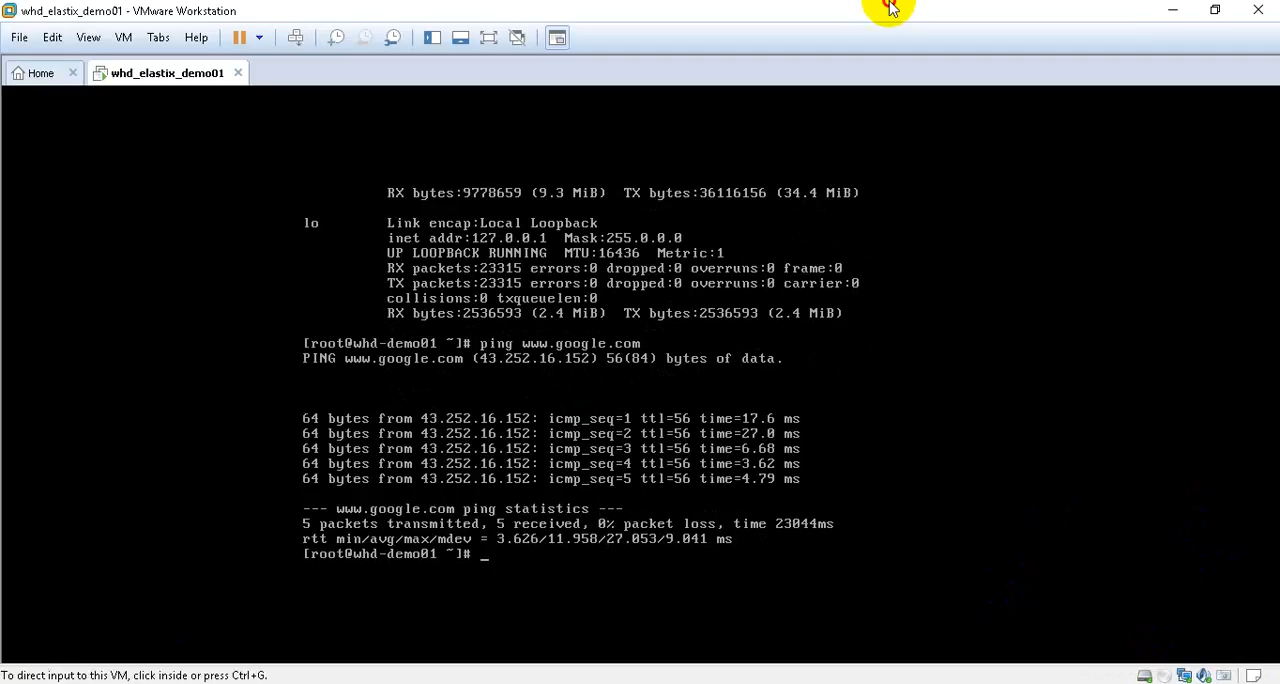 whd_elastix_demo01 - VMware Workstation
File Edit View VM Tabs Help
Home whd_elastix_demo01
RX bytes:9778659 (9.3 MiB)  TX bytes:36116156 (34.4 MiB)
lo Link encap:Local Loopback
inet addr:127.0.0.1  Mask:255.0.0.0
UP LOOPBACK RUNNING  MTU:16436  Metric:1
RX packets:23315 errors:0 dropped:0 overruns:0 frame:0
TX packets:23315 errors:0 dropped:0 overruns:0 carrier:0
collisions:0 txqueuelen:0
RX bytes:2536593 (2.4 MiB)  TX bytes:2536593 (2.4 MiB)
[root@whd-demo01 ~]# ping www.google.com
PING www.google.com (43.252.16.152) 56(84) bytes of data.
64 bytes from 43.252.16.152: icmp_seq=1 ttl=56 time=17.6 ms
64 bytes from 43.252.16.152: icmp_seq=2 ttl=56 time=27.0 ms
64 bytes from 43.252.16.152: icmp_seq=3 ttl=56 time=6.68 ms
64 bytes from 43.252.16.152: icmp_seq=4 ttl=56 time=3.62 ms
64 bytes from 43.252.16.152: icmp_seq=5 ttl=56 time=4.79 ms
--- www.google.com ping statistics ---
5 packets transmitted, 5 received, 0% packet loss, time 23044ms
rtt min/avg/max/mdev = 3.626/11.958/27.053/9.041 ms
[root@whd-demo01 ~]# _
To direct input to this VM, click inside or press Ctrl+G.